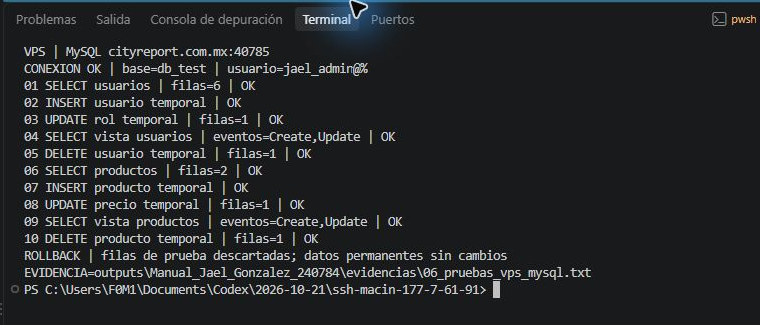 Problemas Salida Consola de depuración Terminal Puertos pwsh
VPS | MySQL cityreport.com.mx:40785
CONEXION OK | base=db_test | usuario=jael_admin@%
01 SELECT usuarios | filas=6 | OK
02 INSERT usuario temporal | OK
03 UPDATE rol temporal | filas=1 | OK
04 SELECT vista usuarios | eventos=Create,Update | OK
05 DELETE usuario temporal | filas=1 | OK
06 SELECT productos | filas=2 | OK
07 INSERT producto temporal | OK
08 UPDATE precio temporal | filas=1 | OK
09 SELECT vista productos | eventos=Create,Update | OK
10 DELETE producto temporal | filas=1 | OK
ROLLBACK | filas de prueba descartadas; datos permanentes sin cambios
EVIDENCIA=outputs\Manual_Jael_Gonzalez_240784\evidencias\06_pruebas_vps_mysql.txt
PS C:\Users\F0M1\Documents\Codex\2026-10-21\ssh-macin-177-7-61-91>